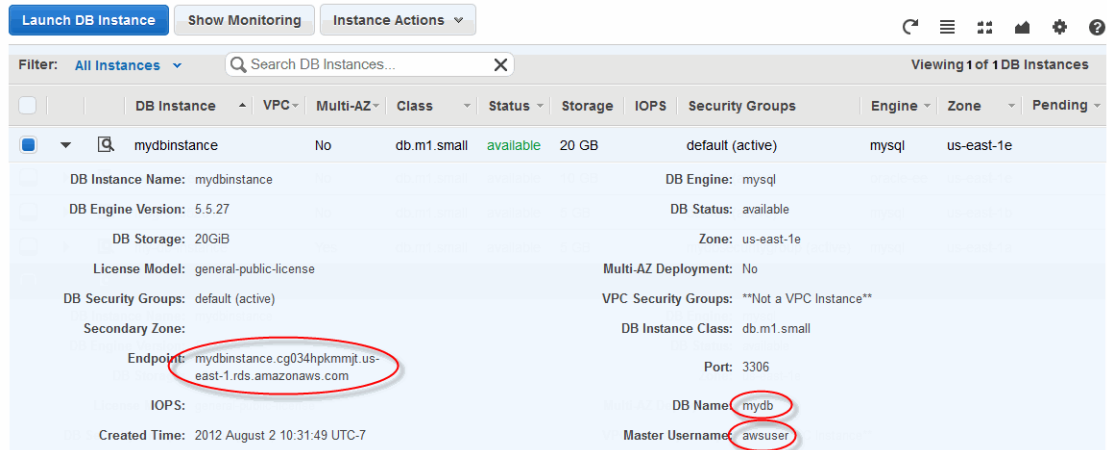 Launch DB Instance Show Monitoring Instance Actions
Filter: All Instances Search DB Instances... Viewing 1 of 1 DB Instances
DB Instance VPC Multi-AZ Class Status Storage IOPS Security Groups Engine Zone Pending
mydbinstance No db.m1.small available 20 GB default (active) mysql us-east-1e
DB Instance Name: mydbinstance DB Engine: mysql
DB Engine Version: 5.5.27 DB Status: available
DB Storage: 20GiB Zone: us-east-1e
License Model: general-public-license Multi-AZ Deployment: No
DB Security Groups: default (active) VPC Security Groups: **Not a VPC Instance**
Secondary Zone: DB Instance Class: db.m1.small
Endpoint: mydbinstance.cg034hpkmmjt.us-
east-1.rds.amazonaws.com
Port: 3306
IOPS: DB Name: mydb
Created Time: 2012 August 2 10:31:49 UTC-7 Master Username: awsuser